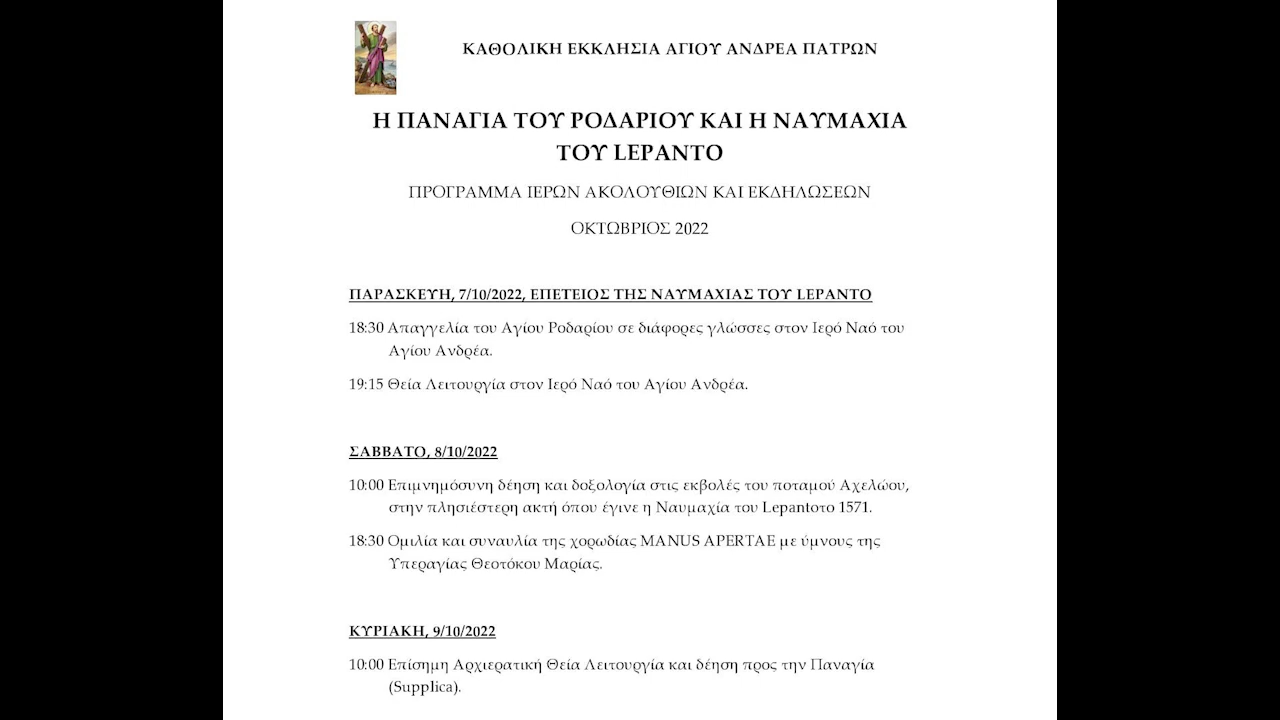 ΚΑΘΟΛΙΚΗ ΕΚΚΛΗΣΙΑ ΑΓΙΟΥ ΑΝΔΡΕΑ ΠΑΤΡΩΝ
Η ΠΑΝΑΓΙΑ ΤΟΥ ΡΟΔΑΡΙΟΥ ΚΑΙ Η ΝΑΥΜΑΧΙΑ
ΤΟΥ LEPANTO
ΠΡΟΓΡΑΜΜΑ ΙΕΡΩΝ ΑΚΟΛΟΥΘΙΩΝ ΚΑΙ ΕΚΔΗΛΩΣΕΩΝ
ΟΚΤΩΒΡΙΟΣ 2022
ΠΑΡΑΣΚΕΥΗ, 7/10/2022, ΕΠΕΤΕΙΟΣ ΤΗΣ ΝΑΥΜΑΧΙΑΣ ΤΟΥ LEPANTO
18:30 Απαγγελία του Αγίου Ροδαρίου σε διάφορες γλώσσες στον Ιερό Ναό του
Αγίου Ανδρέα.
19:15 Θεία Λειτουργία στον Ιερό Ναό του Αγίου Ανδρέα.
ΣΑΒΒΑΤΟ, 8/10/2022
10:00 Επιμνημόσυνη δέηση και δοξολογία στις εκβολές του ποταμού Αχελώου,
στην πλησιέστερη ακτή όπου έγινε η Ναυμαχία του Lepantoτο 1571.
18:30 Ομιλία και συναυλία της χορωδίας MANUS APERTAE με ύμνους της
Υπεραγίας Θεοτόκου Μαρίας.
ΚΥΡΙΑΚΗ, 9/10/2022
10:00 Επίσημη Αρχιερατική Θεία Λειτουργία και δέηση προς την Παναγία
(Supplica).